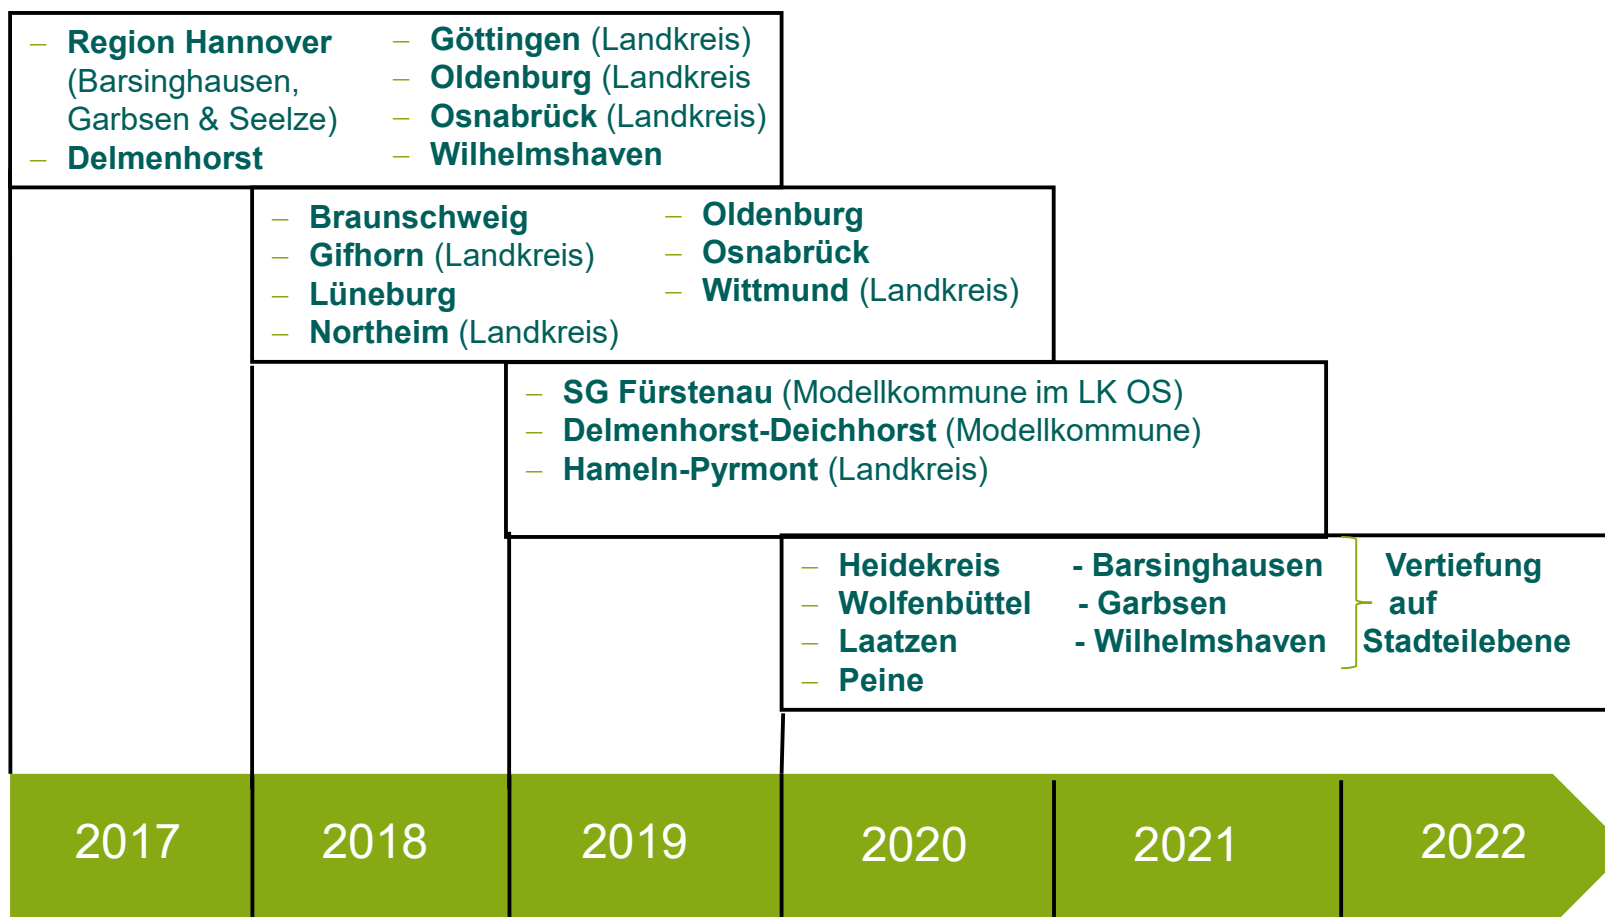 – Region Hannover
(Barsinghausen,
Garbsen & Seelze)
– Delmenhorst
– Göttingen (Landkreis)
– Oldenburg (Landkreis
– Osnabrück (Landkreis)
– Wilhelmshaven
– Braunschweig
– Gifhorn (Landkreis)
– Lüneburg
– Northeim (Landkreis)
– Oldenburg
– Osnabrück
– Wittmund (Landkreis)
– SG Fürstenau (Modellkommune im LK OS)
– Delmenhorst-Deichhorst (Modellkommune)
– Hameln-Pyrmont (Landkreis)
– Heidekreis
– Wolfenbüttel
– Laatzen
– Peine
- Barsinghausen
- Garbsen
- Wilhelmshaven
Vertiefung
auf
Stadteilebene
2017
2018
2019
2020
2021
2022